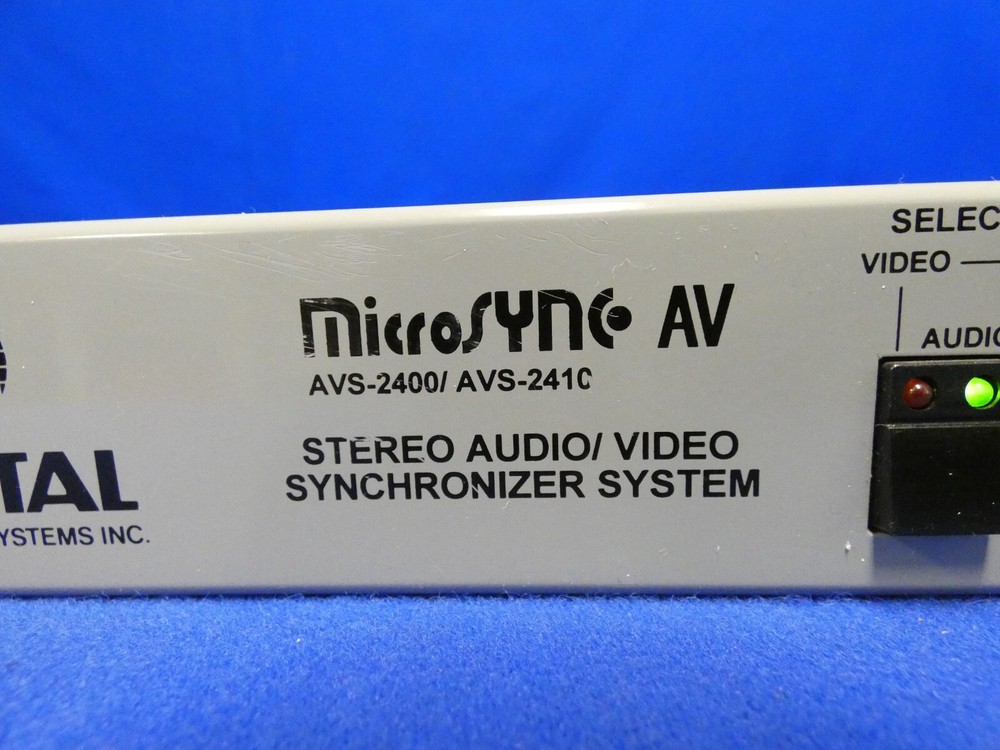 microSYNC AV
AVS-2400/ AVS-2410
STEREO AUDIO/ VIDEO
SYNCHRONIZER SYSTEM
TAL
YSTEMS INC.
SELEC
VIDEO
AUDIO